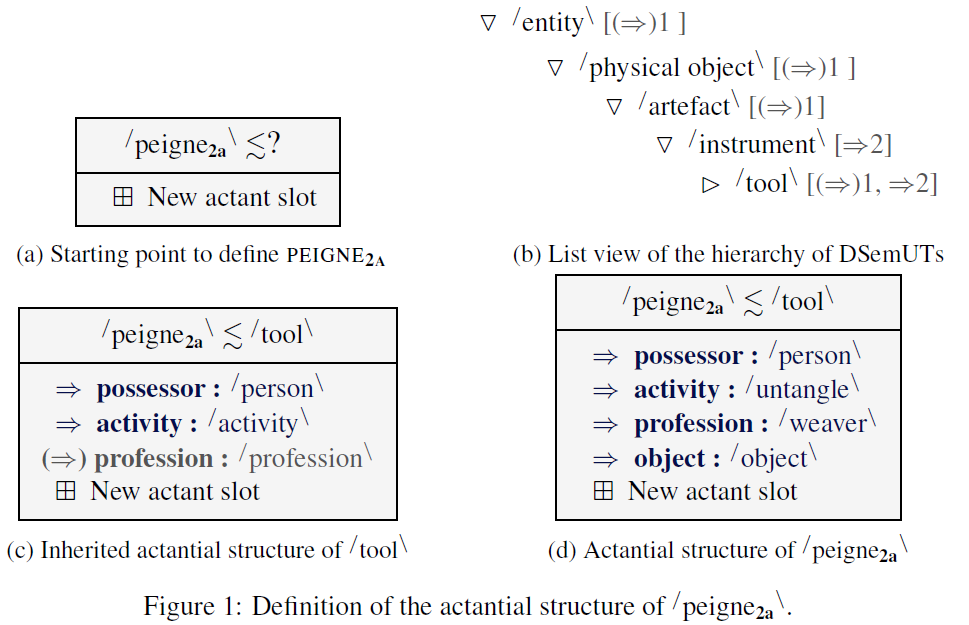 /peigne2a\ ≲?
⊞ New actant slot
(a) Starting point to define PEIGNE2A
▽ /entity\ [(⇒)1 ]
▽ /physical object\ [(⇒)1 ]
▽ /artefact\ [(⇒)1]
▽ /instrument\ [⇒2]
▷ /tool\ [(⇒)1, ⇒2]
(b) List view of the hierarchy of DSemUTs
/peigne2a\ ≲ /tool\
⇒ possessor : /person\
⇒ activity : /activity\
(⇒) profession : /profession\
⊞ New actant slot
(c) Inherited actantial structure of /tool\
/peigne2a\ ≲ /tool\
⇒ possessor : /person\
⇒ activity : /untangle\
⇒ profession : /weaver\
⇒ object : /object\
⊞ New actant slot
(d) Actantial structure of /peigne2a\
Figure 1: Definition of the actantial structure of /peigne2a\.